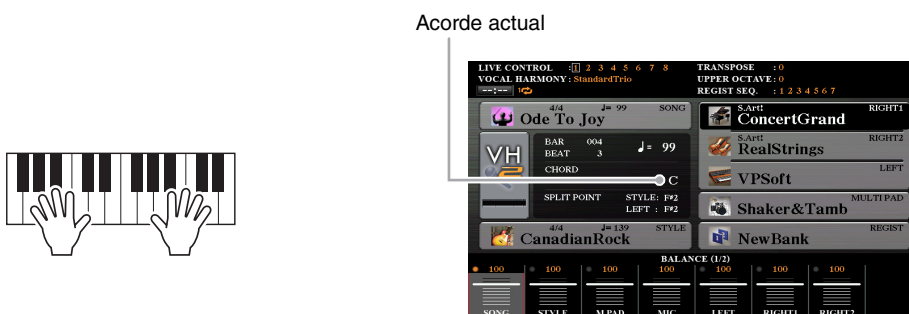 Acorde actual
LIVE CONTROL : 1 2 3 4 5 6 7 8 TRANSPOSE : 0
VOCAL HARMONY : StandardTrio UPPER OCTAVE : 0
--:-- REGIST SEQ. : 1 2 3 4 5 6 7
4/4 ♩= 99 SONG
Ode To Joy
S.Art! RIGHT1
ConcertGrand
VH2
BAR 004
BEAT 3
♩= 99
CHORD
C
SPLIT POINT STYLE: F#2
LEFT : F#2
S.Art! RIGHT2
RealStrings
LEFT
VPSoft
MULTI PAD
Shaker&Tamb
4/4 ♩= 139 STYLE
CanadianRock
REGIST
NewBank
BALANCE (1/2)
100 100 100 100 100 100 100
SONG STYLE M.PAD MIC LEFT RIGHT1 RIGHT2